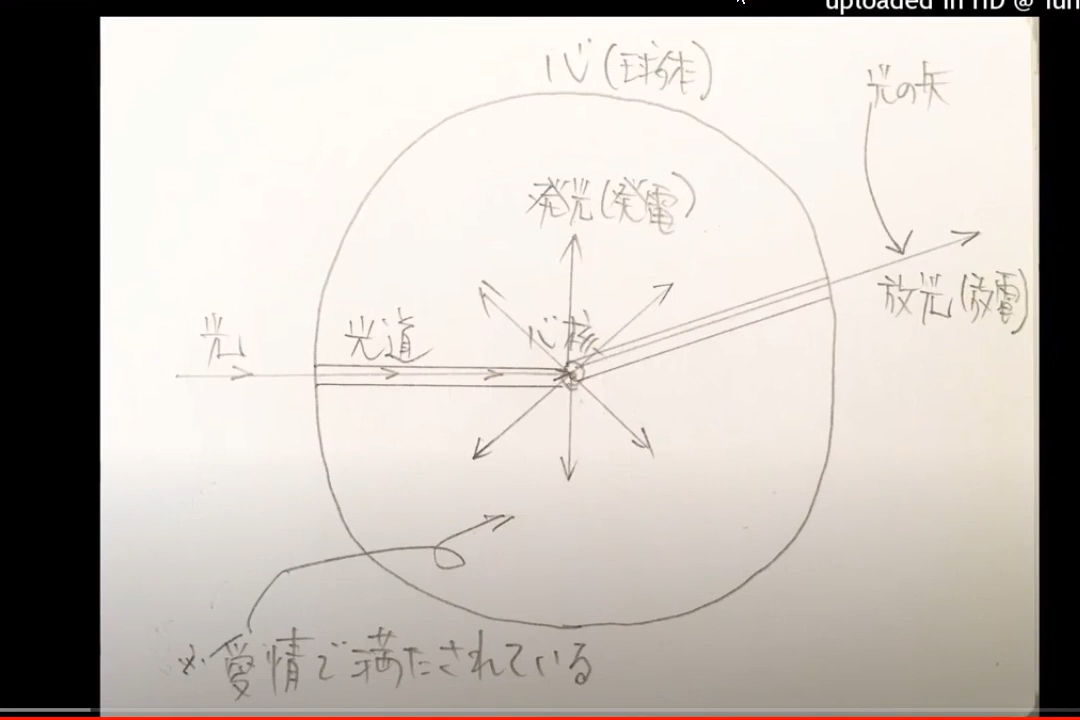 uploaded in HD @
心(球体)
光の矢
発光(発電)
放光(放電)
光
光道
心核
※愛情で満たされている